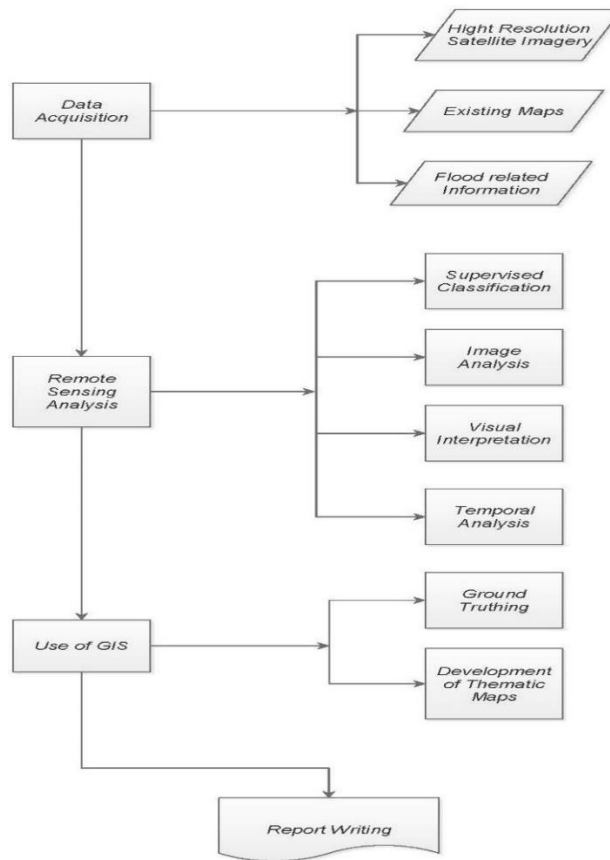 Hight Resolution
Satellite Imagery
Data
Acquisition
Existing Maps
Flood related
Information
Supervised
Classification
Remote
Sensing
Analysis
Image
Analysis
Visual
Interpretation
Temporal
Analysis
Use of GIS
Ground
Truthing
Development
of Thematic
Maps
Report Writing